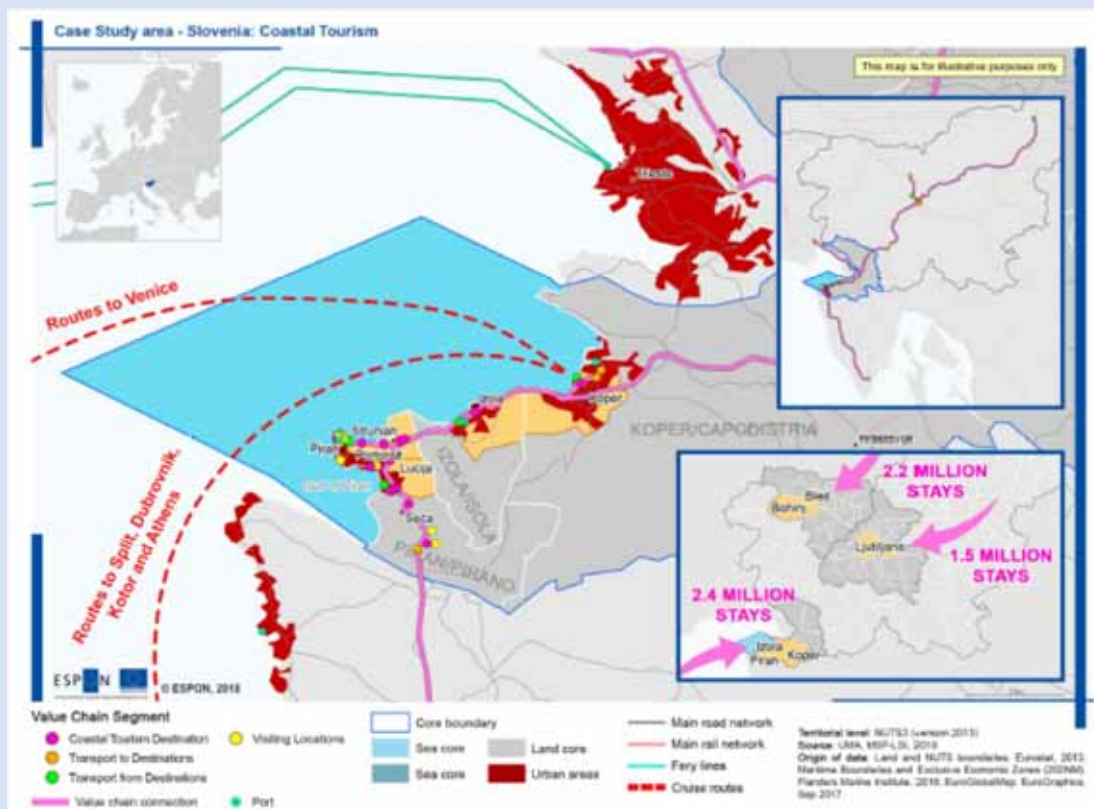 Case Study area - Slovenia: Coastal Tourism
This map is for illustrative purposes only
Trieste
Routes to Venice
Izola
Koper
KOPER/CAPODISTRIA
Strunjan
Piran
Portorož
Lucija
IZOLA/ISOLA
Seca
PIRAN/PIRANO
Routes to Split, Dubrovnik,
Kotor and Athens
2.2 MILLION
STAYS
Bled
Bohinj
Ljubljana
1.5 MILLION
STAYS
2.4 MILLION
STAYS
Izola
Piran
Koper
ESPON
© ESPON, 2018
Value Chain Segment
Coastal Tourism Destination
Visiting Locations
Transport to Destinations
Transport from Destinations
Value chain connection
Port
Core boundary
Sea core
Land core
Sea core
Urban areas
Main road network
Main rail network
Fery lines
Cruise routes
Territorial level: NUTS3 (version 2013)
Source: UMA, MSP-LSI, 2018
Origin of data: Land and NUTS boundaries. Eurostat, 2013;
Maritime Boundaries and Exclusive Economic Zones (200NM),
Flanders Marine Institute, 2018; EuroGlobalMap. EuroGraphics,
Sep 2017